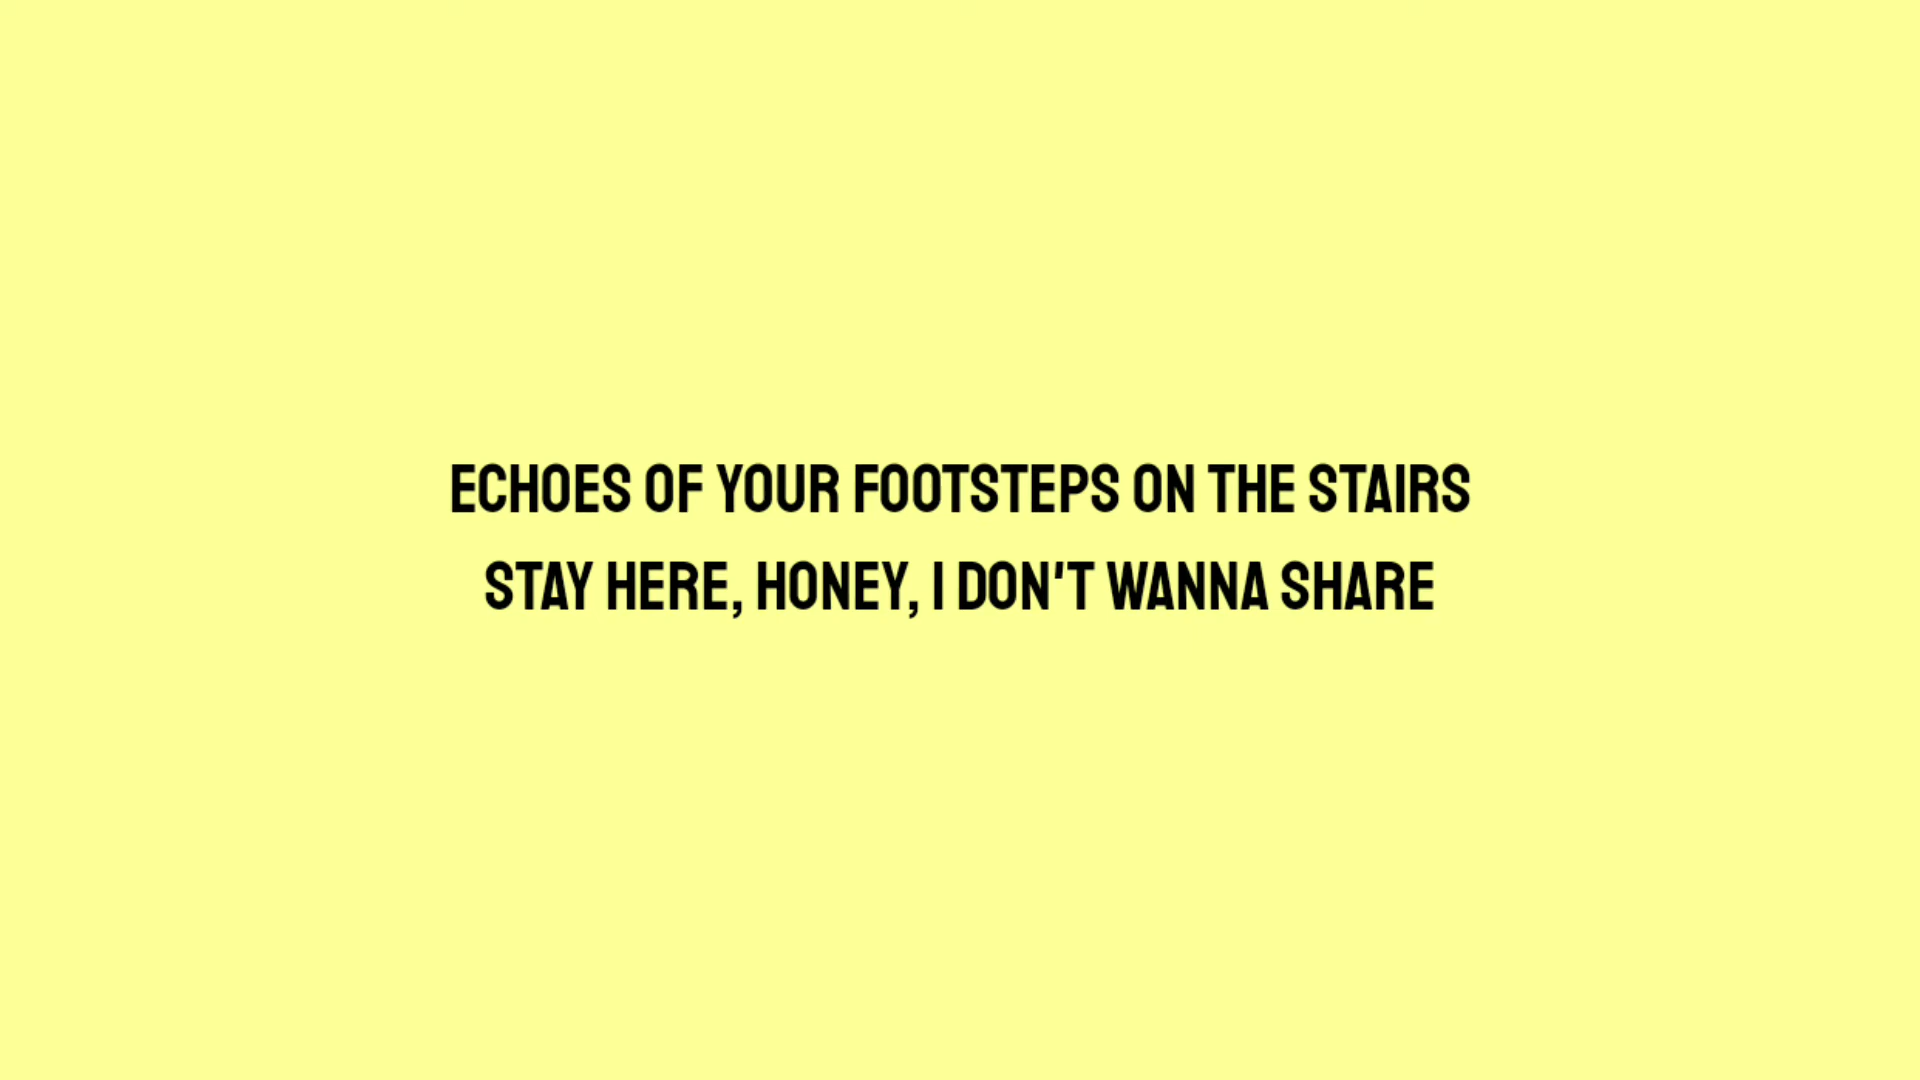 ECHOES OF YOUR FOOTSTEPS ON THE STAIRS
STAY HERE, HONEY, I DON'T WANNA SHARE